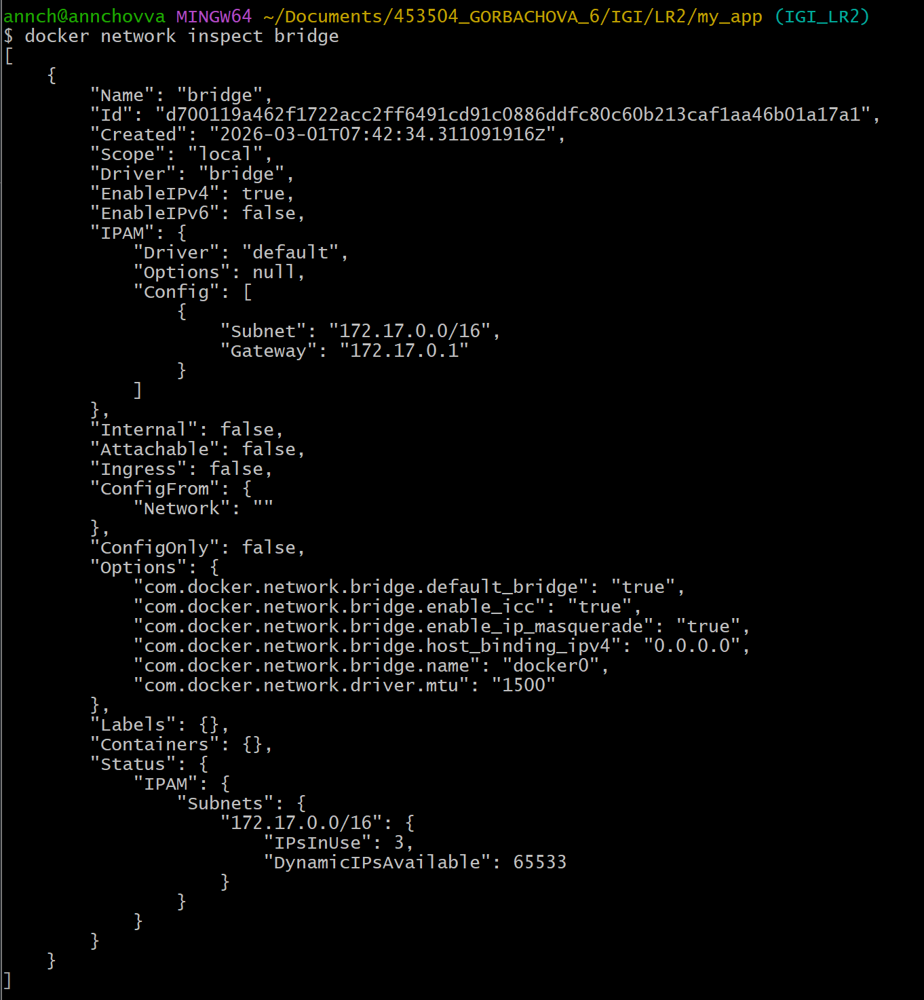 annch@annchovva MINGW64 ~/Documents/453504_GORBACHOVA_6/IGI/LR2/my_app (IGI_LR2)
$ docker network inspect bridge
[
    {
        "Name": "bridge",
        "Id": "d700119a462f1722acc2ff6491cd91c0886ddfc80c60b213caf1aa46b01a17a1",
        "Created": "2026-03-01T07:42:34.311091916Z",
        "Scope": "local",
        "Driver": "bridge",
        "EnableIPv4": true,
        "EnableIPv6": false,
        "IPAM": {
            "Driver": "default",
            "Options": null,
            "Config": [
                {
                    "Subnet": "172.17.0.0/16",
                    "Gateway": "172.17.0.1"
                }
            ]
        },
        "Internal": false,
        "Attachable": false,
        "Ingress": false,
        "ConfigFrom": {
            "Network": ""
        },
        "ConfigOnly": false,
        "Options": {
            "com.docker.network.bridge.default_bridge": "true",
            "com.docker.network.bridge.enable_icc": "true",
            "com.docker.network.bridge.enable_ip_masquerade": "true",
            "com.docker.network.bridge.host_binding_ipv4": "0.0.0.0",
            "com.docker.network.bridge.name": "docker0",
            "com.docker.network.driver.mtu": "1500"
        },
        "Labels": {},
        "Containers": {},
        "Status": {
            "IPAM": {
                "Subnets": {
                    "172.17.0.0/16": {
                        "IPsInUse": 3,
                        "DynamicIPsAvailable": 65533
                    }
                }
            }
        }
    }
]